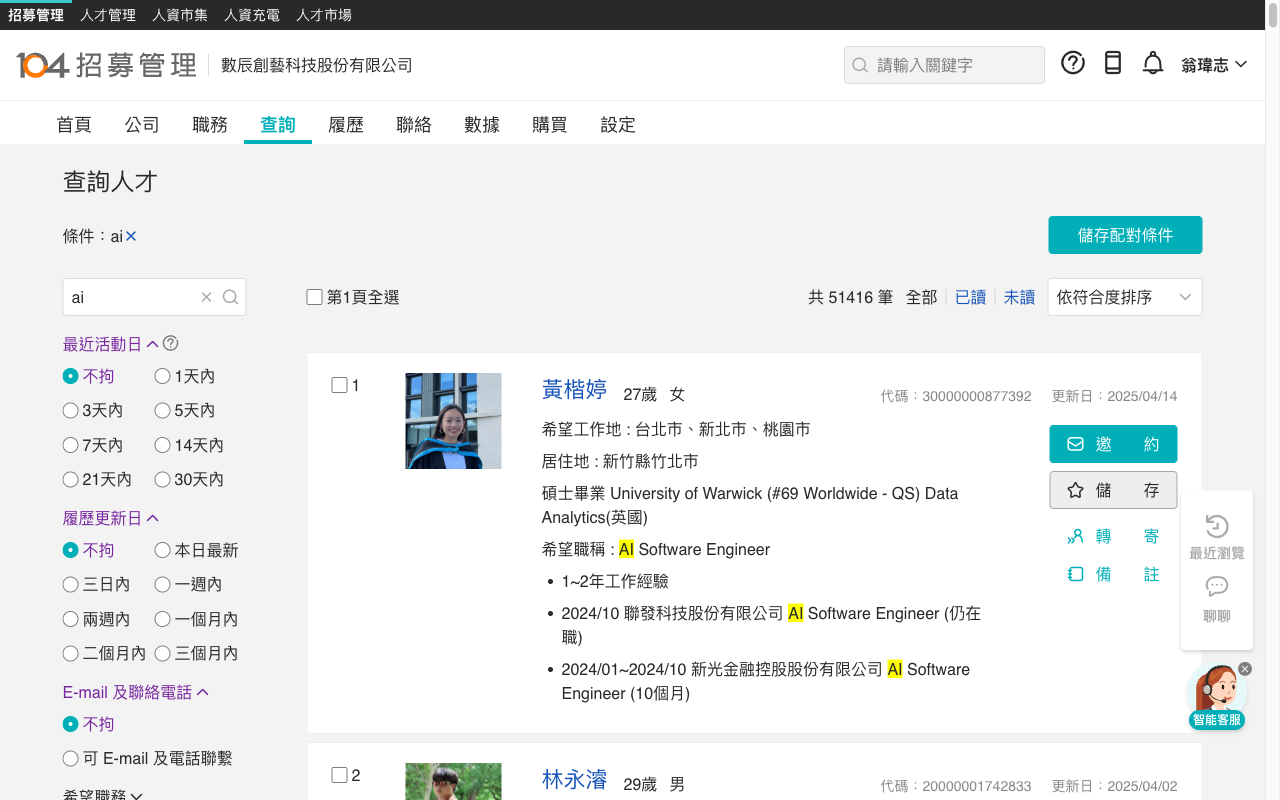 招募管理 人才管理 人資市集 人資充電 人才市場
104 招募管理 數辰創藝科技股份有限公司 請輸入關鍵字 翁瑋志
首頁 公司 職務 查詢 履歷 聯絡 數據 購買 設定
查詢人才
條件：ai✕ 儲存配對條件
ai
第1頁全選 共 51416 筆 全部 已讀 未讀 依符合度排序
最近活動日
不拘 1天內
3天內 5天內
7天內 14天內
21天內 30天內
履歷更新日
不拘 本日最新
三日內 一週內
兩週內 一個月內
二個月內 三個月內
E-mail 及聯絡電話
不拘
可 E-mail 及電話聯繫
希望職務
1
黃楷婷 27歲 女 代碼：30000000877392 更新日：2025/04/14
希望工作地 : 台北市、新北市、桃園市
居住地 : 新竹縣竹北市
碩士畢業 University of Warwick (#69 Worldwide - QS) Data
Analytics(英國)
希望職稱 : AI Software Engineer
• 1~2年工作經驗
• 2024/10 聯發科技股份有限公司 AI Software Engineer (仍在
職)
• 2024/01~2024/10 新光金融控股股份有限公司 AI Software
Engineer (10個月)
邀 約
儲 存
轉 寄
備 註
最近瀏覽
聊聊
智能客服
2
林永濬 29歲 男 代碼：20000001742833 更新日：2025/04/02